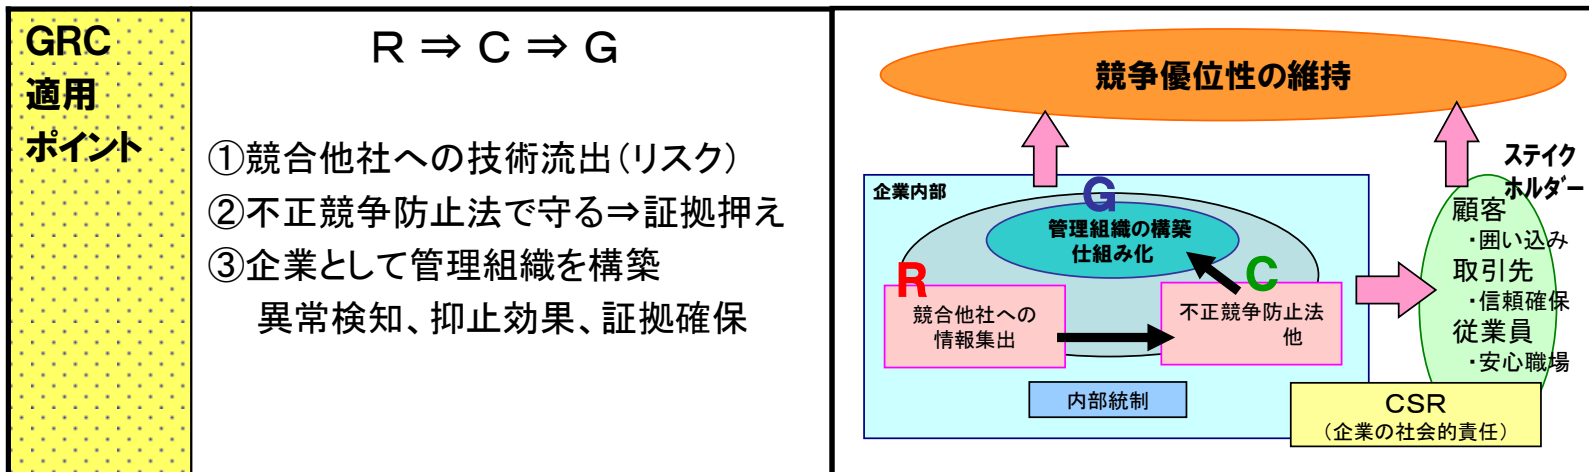 GRC
適用
ポイント
R ⇒ C ⇒ G
①競合他社への技術流出(リスク)
②不正競争防止法で守る⇒証拠押え
③企業として管理組織を構築
異常検知、抑止効果、証拠確保
競争優位性の維持
企業内部
G
管理組織の構築
仕組み化
R
競合他社への
情報集出
C
不正競争防止法
他
内部統制
ステイク
ホルダー
顧客
・囲い込み
取引先
・信頼確保
従業員
・安心職場
CSR
(企業の社会的責任)